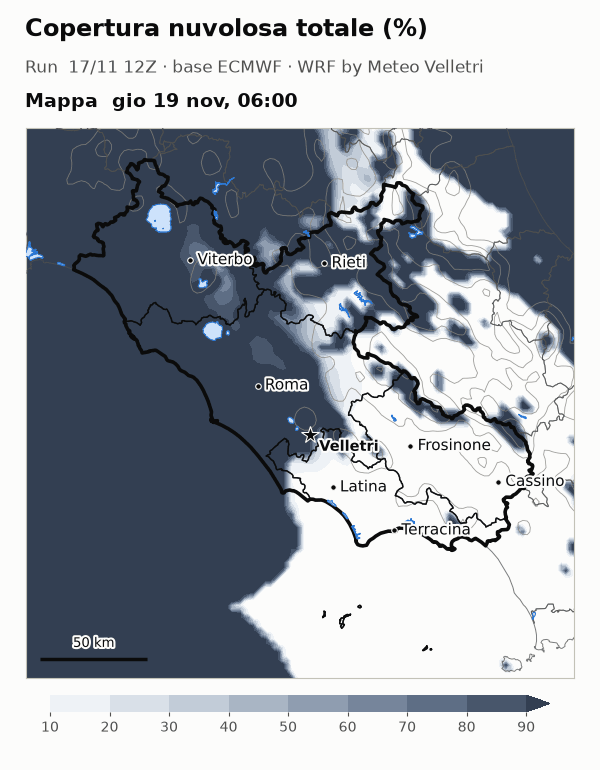 Copertura nuvolosa totale (%)
Run 17/11 12Z · base ECMWF · WRF by Meteo Velletri
Mappa gio 19 nov, 06:00
Viterbo
Rieti
Roma
Velletri
Frosinone
Latina
Cassino
Terracina
50 km
10 20 30 40 50 60 70 80 90